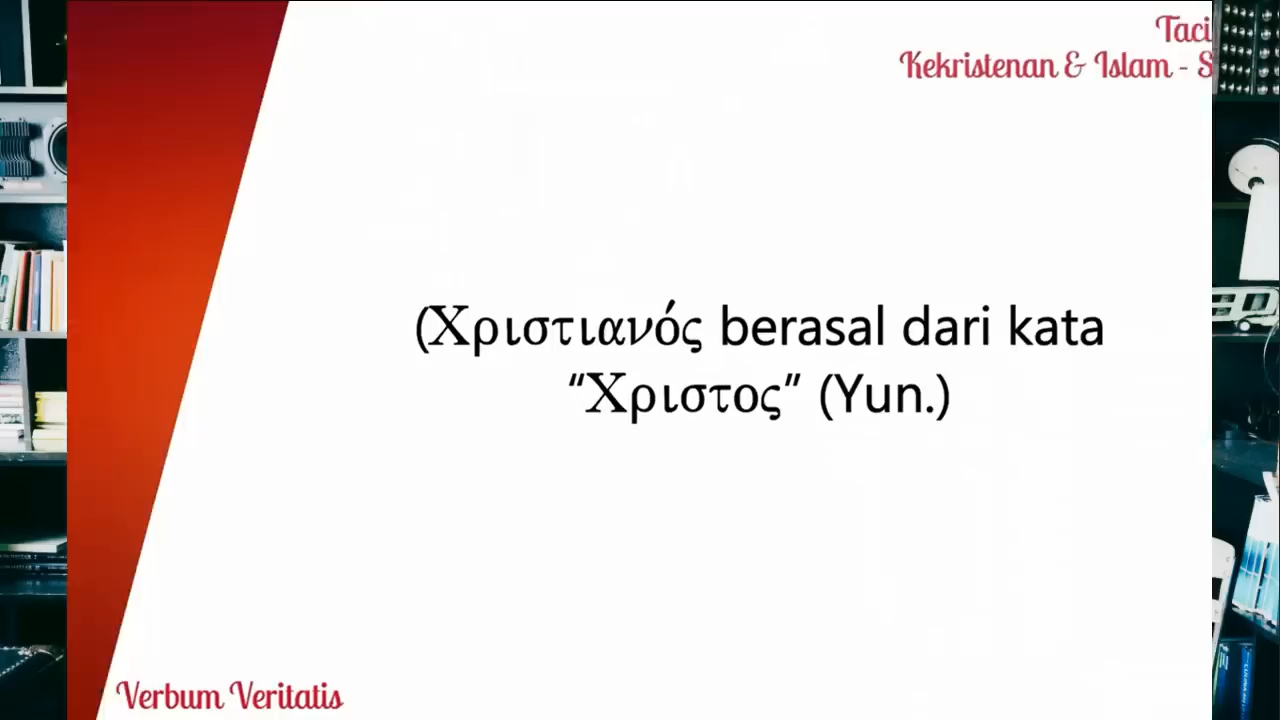 Kekristenan & Islam -
(Χριστιανός berasal dari kata
“Χριστος” (Yun.)
Verbum Veritatis